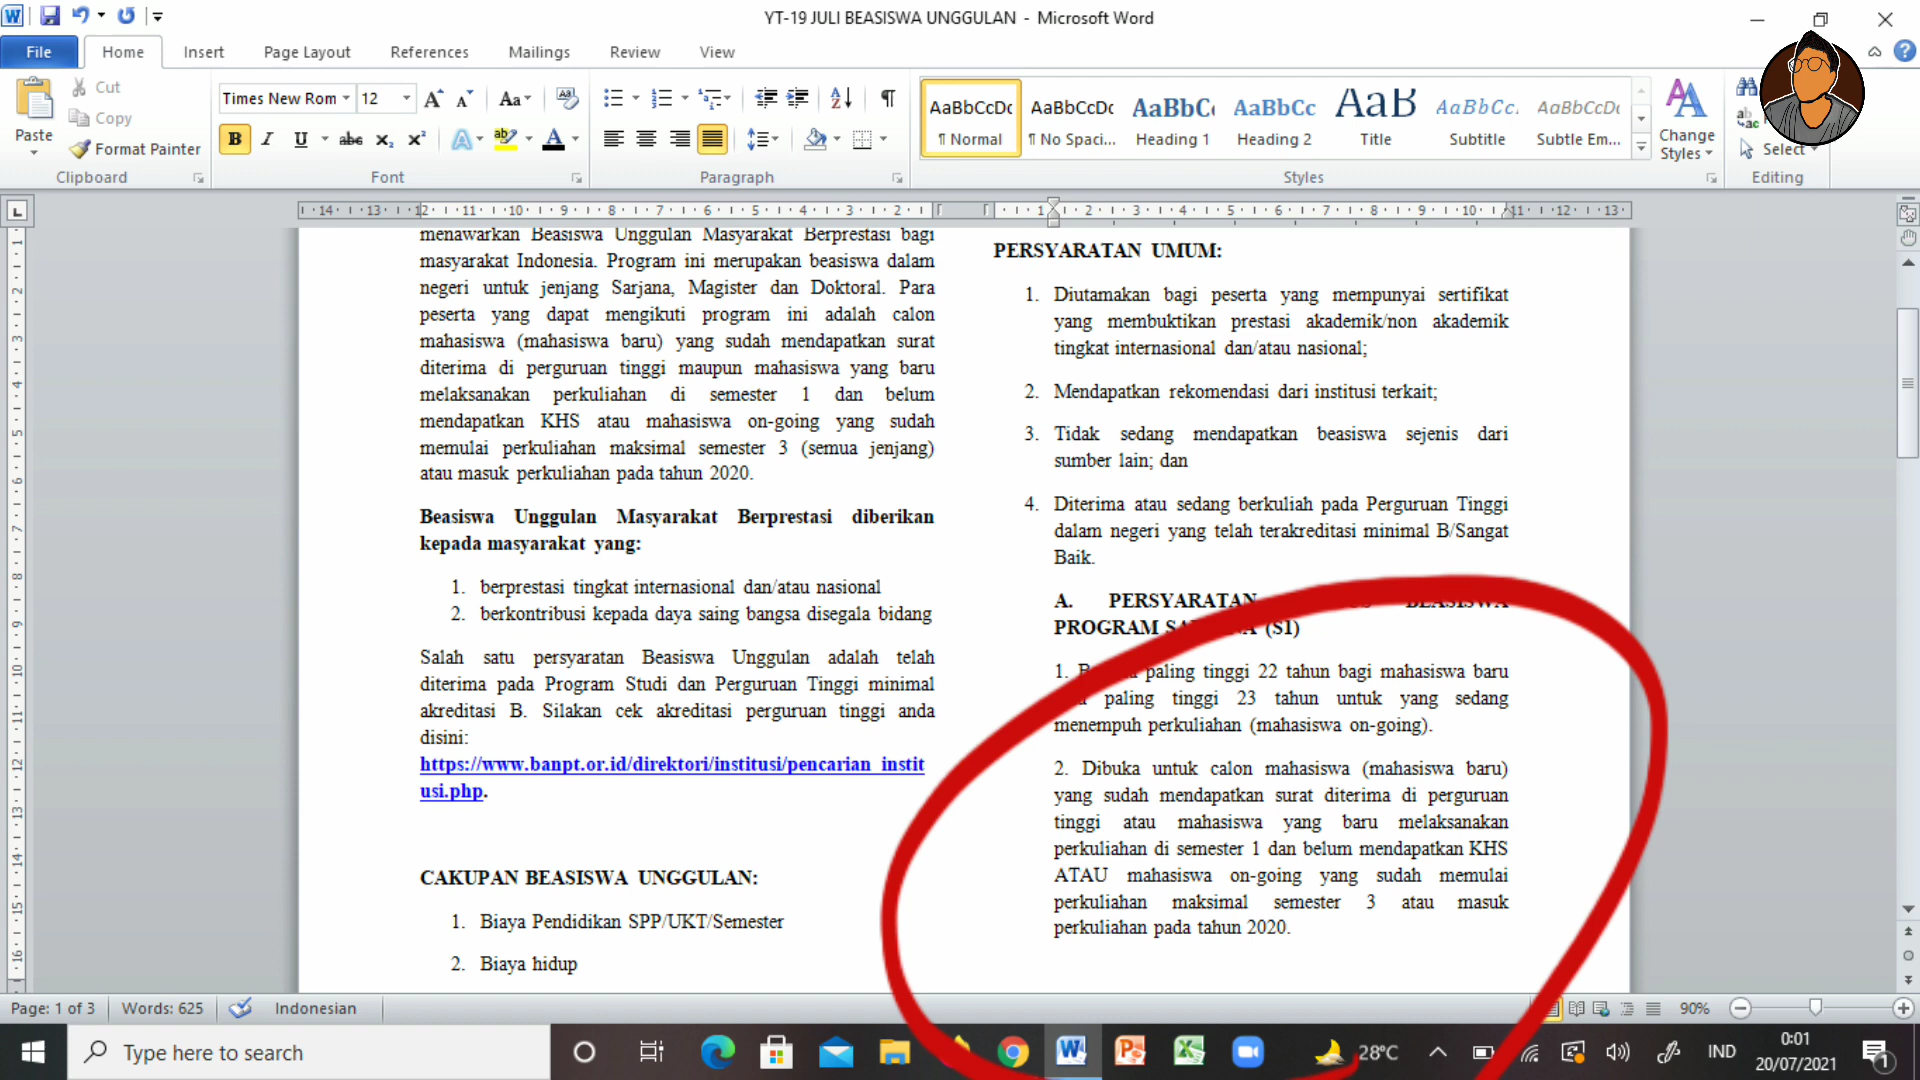 YT-19 JULI BEASISWA UNGGULAN - Microsoft Word
File Home Insert Page Layout References Mailings Review View
Paste
Cut
Copy
Format Painter
Clipboard
Times New Rom 12
Font
Paragraph
AaBbCcDc AaBbCcDc AaBbC AaBbCc AaB AaBbCc. AaBbCcDc
¶ Normal ¶ No Spaci... Heading 1 Heading 2 Title Subtitle Subtle Em...
Styles
Change
Styles
Select
Editing
menawarkan Beasiswa Unggulan Masyarakat Berprestasi bagi
masyarakat Indonesia. Program ini merupakan beasiswa dalam
negeri untuk jenjang Sarjana, Magister dan Doktoral. Para
peserta yang dapat mengikuti program ini adalah calon
mahasiswa (mahasiswa baru) yang sudah mendapatkan surat
diterima di perguruan tinggi maupun mahasiswa yang baru
melaksanakan perkuliahan di semester 1 dan belum
mendapatkan KHS atau mahasiswa on-going yang sudah
memulai perkuliahan maksimal semester 3 (semua jenjang)
atau masuk perkuliahan pada tahun 2020.
Beasiswa Unggulan Masyarakat Berprestasi diberikan
kepada masyarakat yang:
1. berprestasi tingkat internasional dan/atau nasional
2. berkontribusi kepada daya saing bangsa disegala bidang
Salah satu persyaratan Beasiswa Unggulan adalah telah
diterima pada Program Studi dan Perguruan Tinggi minimal
akreditasi B. Silakan cek akreditasi perguruan tinggi anda
disini:
https://www.banpt.or.id/direktori/institusi/pencarian_instit
usi.php.
CAKUPAN BEASISWA UNGGULAN:
1. Biaya Pendidikan SPP/UKT/Semester
2. Biaya hidup
PERSYARATAN UMUM:
1. Diutamakan bagi peserta yang mempunyai sertifikat
yang membuktikan prestasi akademik/non akademik
tingkat internasional dan/atau nasional;
2. Mendapatkan rekomendasi dari institusi terkait;
3. Tidak sedang mendapatkan beasiswa sejenis dari
sumber lain; dan
4. Diterima atau sedang berkuliah pada Perguruan Tinggi
dalam negeri yang telah terakreditasi minimal B/Sangat
Baik.
A. PERSYARATAN BEASISWA
PROGRAM (S1)
1. paling tinggi 22 tahun bagi mahasiswa baru
paling tinggi 23 tahun untuk yang sedang
menempuh perkuliahan (mahasiswa on-going).
2. Dibuka untuk calon mahasiswa (mahasiswa baru)
yang sudah mendapatkan surat diterima di perguruan
tinggi atau mahasiswa yang baru melaksanakan
perkuliahan di semester 1 dan belum mendapatkan KHS
ATAU mahasiswa on-going yang sudah memulai
perkuliahan maksimal semester 3 atau masuk
perkuliahan pada tahun 2020.
Page: 1 of 3 Words: 625 Indonesian 90%
Type here to search
28°C IND
0:01
20/07/2021
1